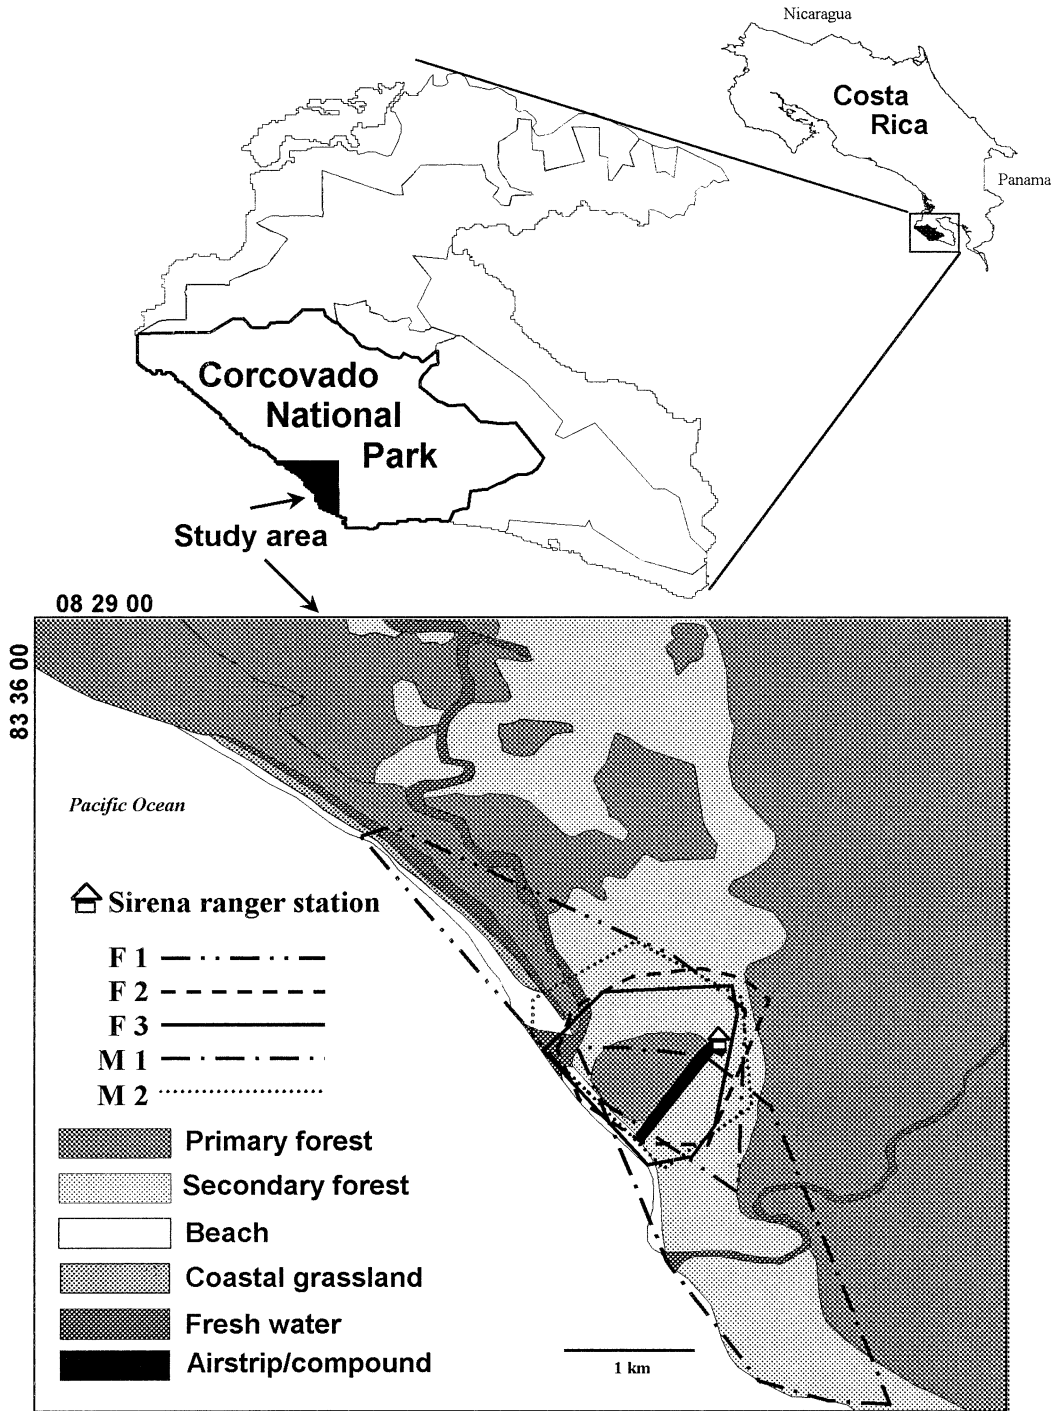 Nicaragua
Costa
Rica
Panama
Corcovado
National
Park
Study area
08 29 00
83 36 00
Pacific Ocean
Sirena ranger station
F 1
F 2
F 3
M 1
M 2
Primary forest
Secondary forest
Beach
Coastal grassland
Fresh water
Airstrip/compound
1 km